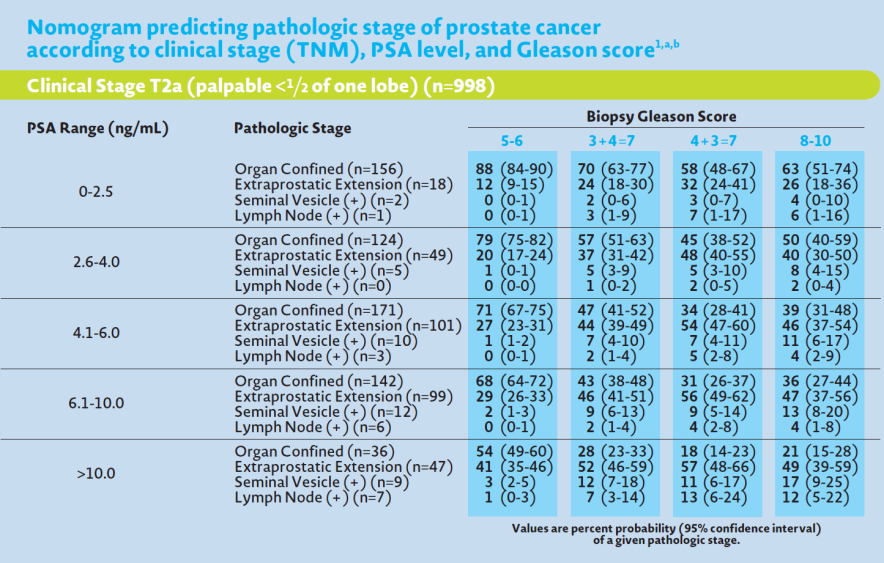 Nomogram predicting pathologic stage of prostate cancer
according to clinical stage (TNM), PSA level, and Gleason score1,a,b
Clinical Stage T2a (palpable <1/2 of one lobe) (n=998)
Biopsy Gleason Score
PSA Range (ng/mL) Pathologic Stage 5-6 3+4=7 4+3=7 8-10
Organ Confined (n=156) 88 (84-90) 70 (63-77) 58 (48-67) 63 (51-74)
0-2.5 Extraprostatic Extension (n=18) 12 (9-15) 24 (18-30) 32 (24-41) 26 (18-36)
Seminal Vesicle (+) (n=2) 0 (0-1) 2 (0-6) 3 (0-7) 4 (0-10)
Lymph Node (+) (n=1) 0 (0-1) 3 (1-9) 7 (1-17) 6 (1-16)
Organ Confined (n=124) 79 (75-82) 57 (51-63) 45 (38-52) 50 (40-59)
2.6-4.0 Extraprostatic Extension (n=49) 20 (17-24) 37 (31-42) 48 (40-55) 40 (30-50)
Seminal Vesicle (+) (n=5) 1 (0-1) 5 (3-9) 5 (3-10) 8 (4-15)
Lymph Node (+) (n=0) 0 (0-0) 1 (0-2) 2 (0-5) 2 (0-4)
Organ Confined (n=171) 71 (67-75) 47 (41-52) 34 (28-41) 39 (31-48)
4.1-6.0 Extraprostatic Extension (n=101) 27 (23-31) 44 (39-49) 54 (47-60) 46 (37-54)
Seminal Vesicle (+) (n=10) 1 (1-2) 7 (4-10) 7 (4-11) 11 (6-17)
Lymph Node (+) (n=3) 0 (0-1) 2 (1-4) 5 (2-8) 4 (2-9)
Organ Confined (n=142) 68 (64-72) 43 (38-48) 31 (26-37) 36 (27-44)
6.1-10.0 Extraprostatic Extension (n=99) 29 (26-33) 46 (41-51) 56 (49-62) 47 (37-56)
Seminal Vesicle (+) (n=12) 2 (1-3) 9 (6-13) 9 (5-14) 13 (8-20)
Lymph Node (+) (n=6) 0 (0-1) 2 (1-4) 4 (2-8) 4 (1-8)
Organ Confined (n=36) 54 (49-60) 28 (23-33) 18 (14-23) 21 (15-28)
>10.0 Extraprostatic Extension (n=47) 41 (35-46) 52 (46-59) 57 (48-66) 49 (39-59)
Seminal Vesicle (+) (n=9) 3 (2-5) 12 (7-18) 11 (6-17) 17 (9-25)
Lymph Node (+) (n=7) 1 (0-3) 7 (3-14) 13 (6-24) 12 (5-22)
Values are percent probability (95% confidence interval)
of a given pathologic stage.